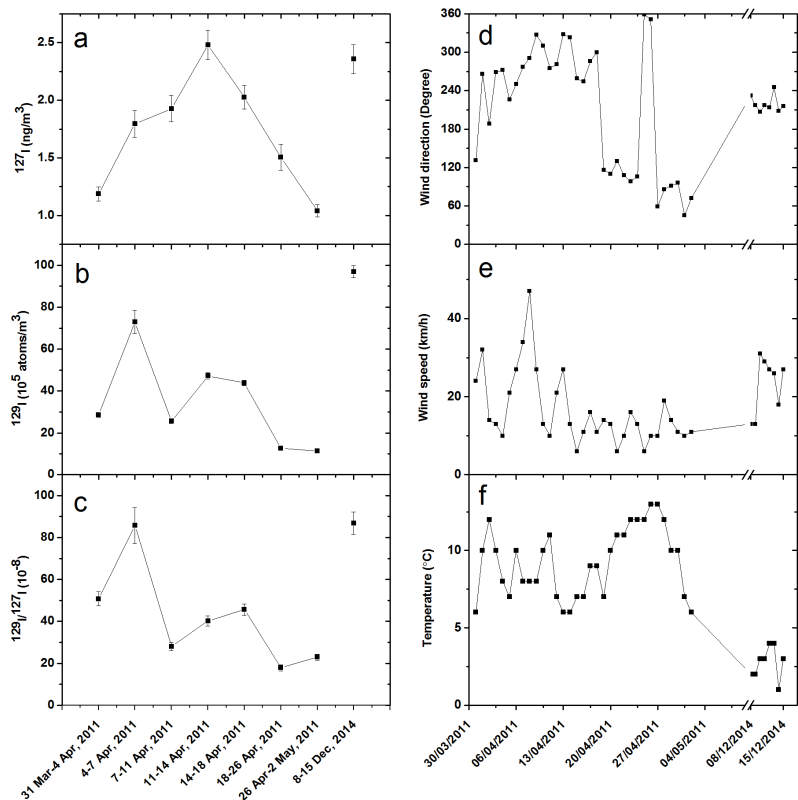 a
127I (ng/m3)
2.5
2.0
1.5
1.0
b
129I (105 atoms/m3)
100
80
60
40
20
0
c
129I/127I (10-8)
100
80
60
40
20
0
31 Mar-4 Apr, 2011
4-7 Apr, 2011
7-11 Apr, 2011
11-14 Apr, 2011
14-18 Apr, 2011
18-26 Apr, 2011
26 Apr-2 May, 2011
8-15 Dec, 2014
d
Wind direction (Degree)
360
300
240
180
120
60
0
e
Wind speed (km/h)
40
20
0
f
Temperature (°C)
10
5
0
30/03/2011
06/04/2011
13/04/2011
20/04/2011
27/04/2011
04/05/2011
08/12/2014
15/12/2014